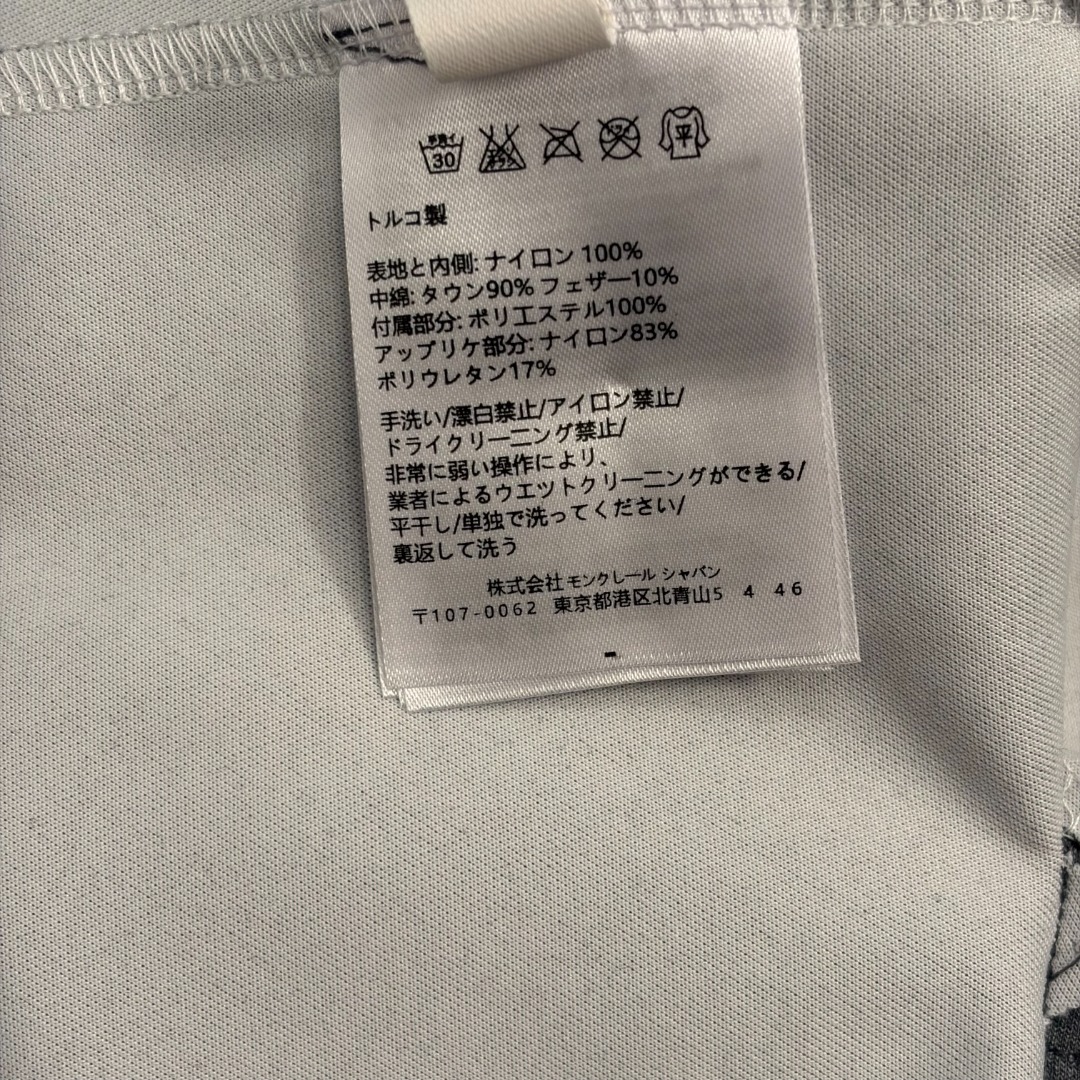 手洗イ
30
平
トルコ製
表地と内側: ナイロン 100%
中綿: タウン90% フェザー10%
付属部分: ポリエステル100%
アップリケ部分: ナイロン83%
ポリウレタン17%
手洗い/漂白禁止/アイロン禁止/
ドライクリーニング禁止/
非常に弱い操作により、
業者によるウエツトクリーニングができる/
平干し/単独で洗ってください/
裏返して洗う
株式会社 モンクレール シャパン
〒107-0062 東京都港区北青山5 4 46